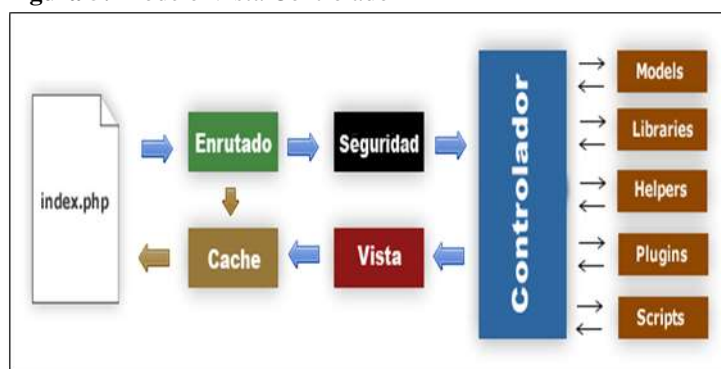 index.php
Enrutado
Seguridad
Controlador
Models
Libraries
Helpers
Plugins
Scripts
Cache
Vista